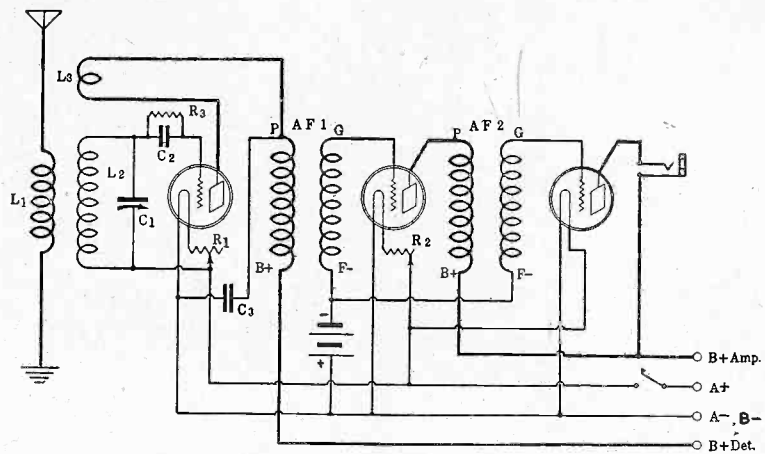 L3
R3
C2
L2
L1
C1
R1
C3
P
AF1
G
B+
F-
-
+
R2
P
AF2
G
B+
F-
B+Amp.
A+
A-, B-
B+Det.